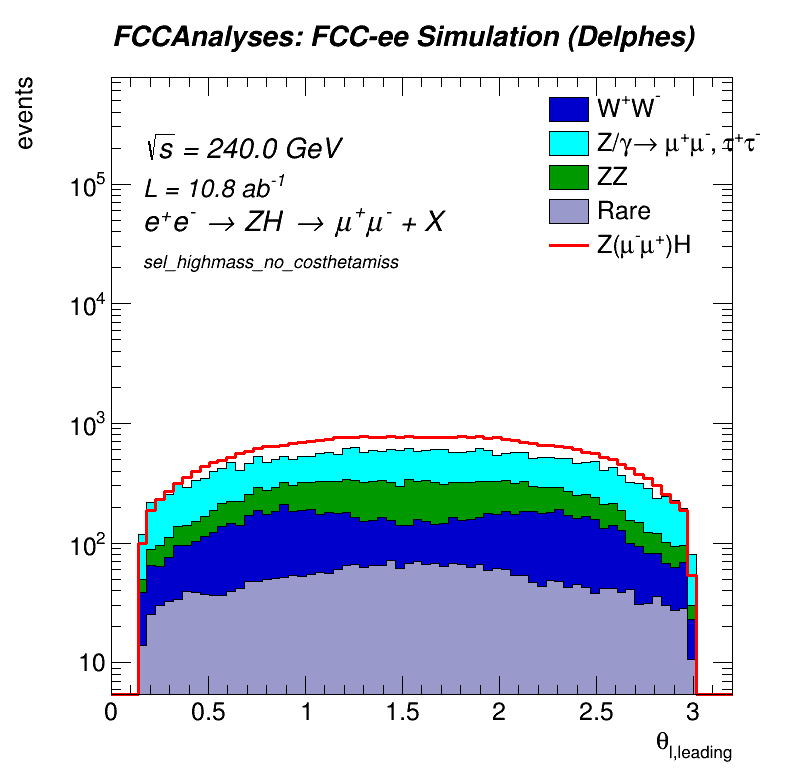 FCCAnalyses: FCC-ee Simulation (Delphes)
events
√s = 240.0 GeV
L = 10.8 ab⁻¹
e⁺e⁻ → ZH → μ⁺μ⁻ + X
sel_highmass_no_costhetamiss
W⁺W⁻
Z/γ→ μ⁺μ⁻, τ⁺τ⁻
ZZ
Rare
Z(μ⁻μ⁺)H
10⁵
10⁴
10³
10²
10
0 0.5 1 1.5 2 2.5 3
θl,leading